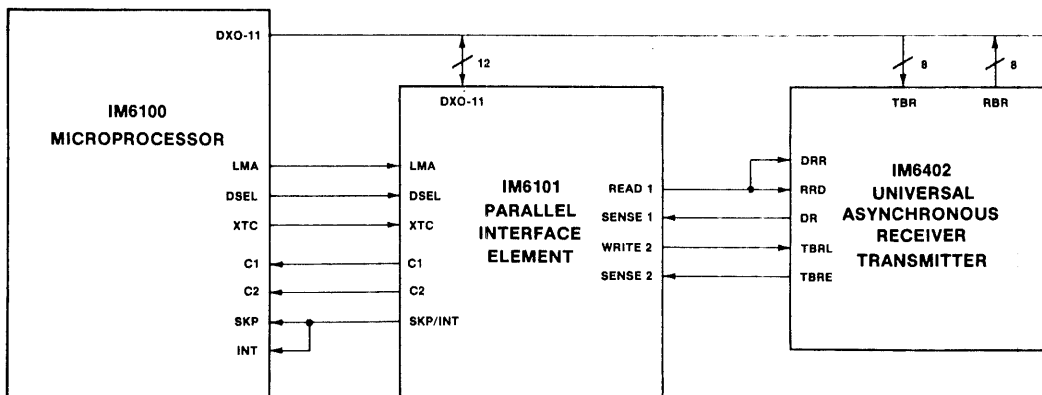 DXO-11
IM6100
MICROPROCESSOR
LMA
DSEL
XTC
C1
C2
SKP
INT
12
DXO-11
LMA
DSEL
XTC
C1
C2
SKP/INT
IM6101
PARALLEL
INTERFACE
ELEMENT
READ 1
SENSE 1
WRITE 2
SENSE 2
8
8
TBR
RBR
DRR
RRD
DR
TBRL
TBRE
IM6402
UNIVERSAL
ASYNCHRONOUS
RECEIVER
TRANSMITTER